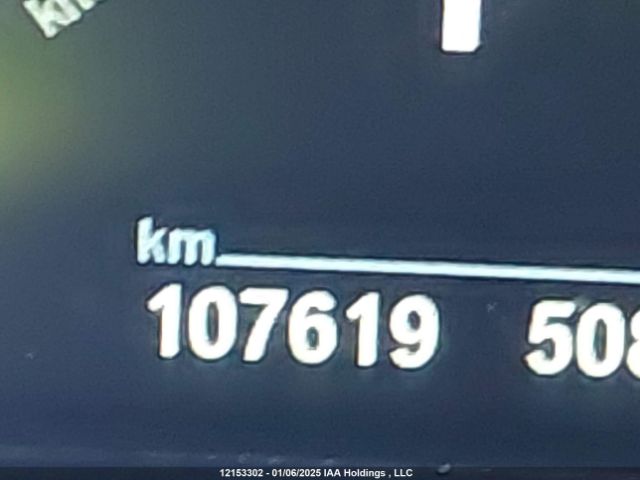 km
107619 508
12153302 - 01/06/2025 IAA Holdings , LLC